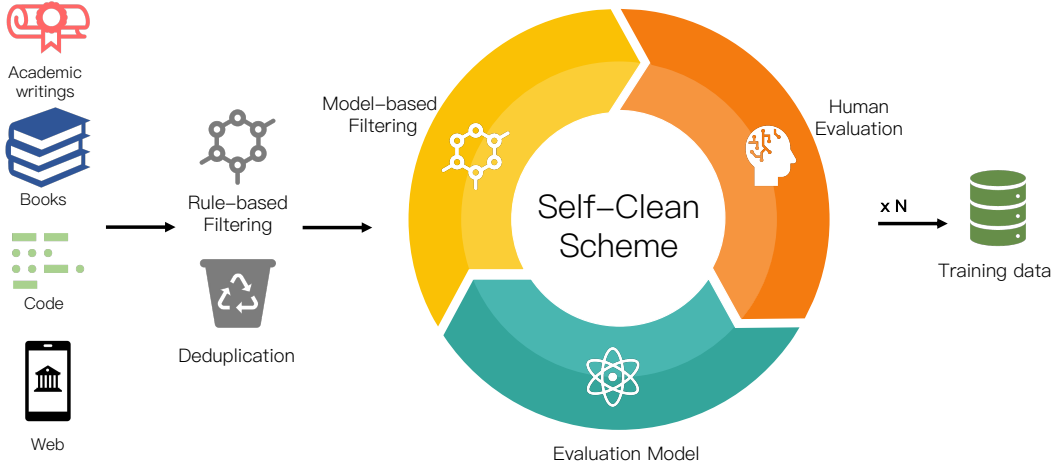 Academic
writings
Books
Code
Web
Rule-based
Filtering
Deduplication
Model-based
Filtering
Human
Evaluation
Self-Clean
Scheme
Evaluation Model
x N
Training data